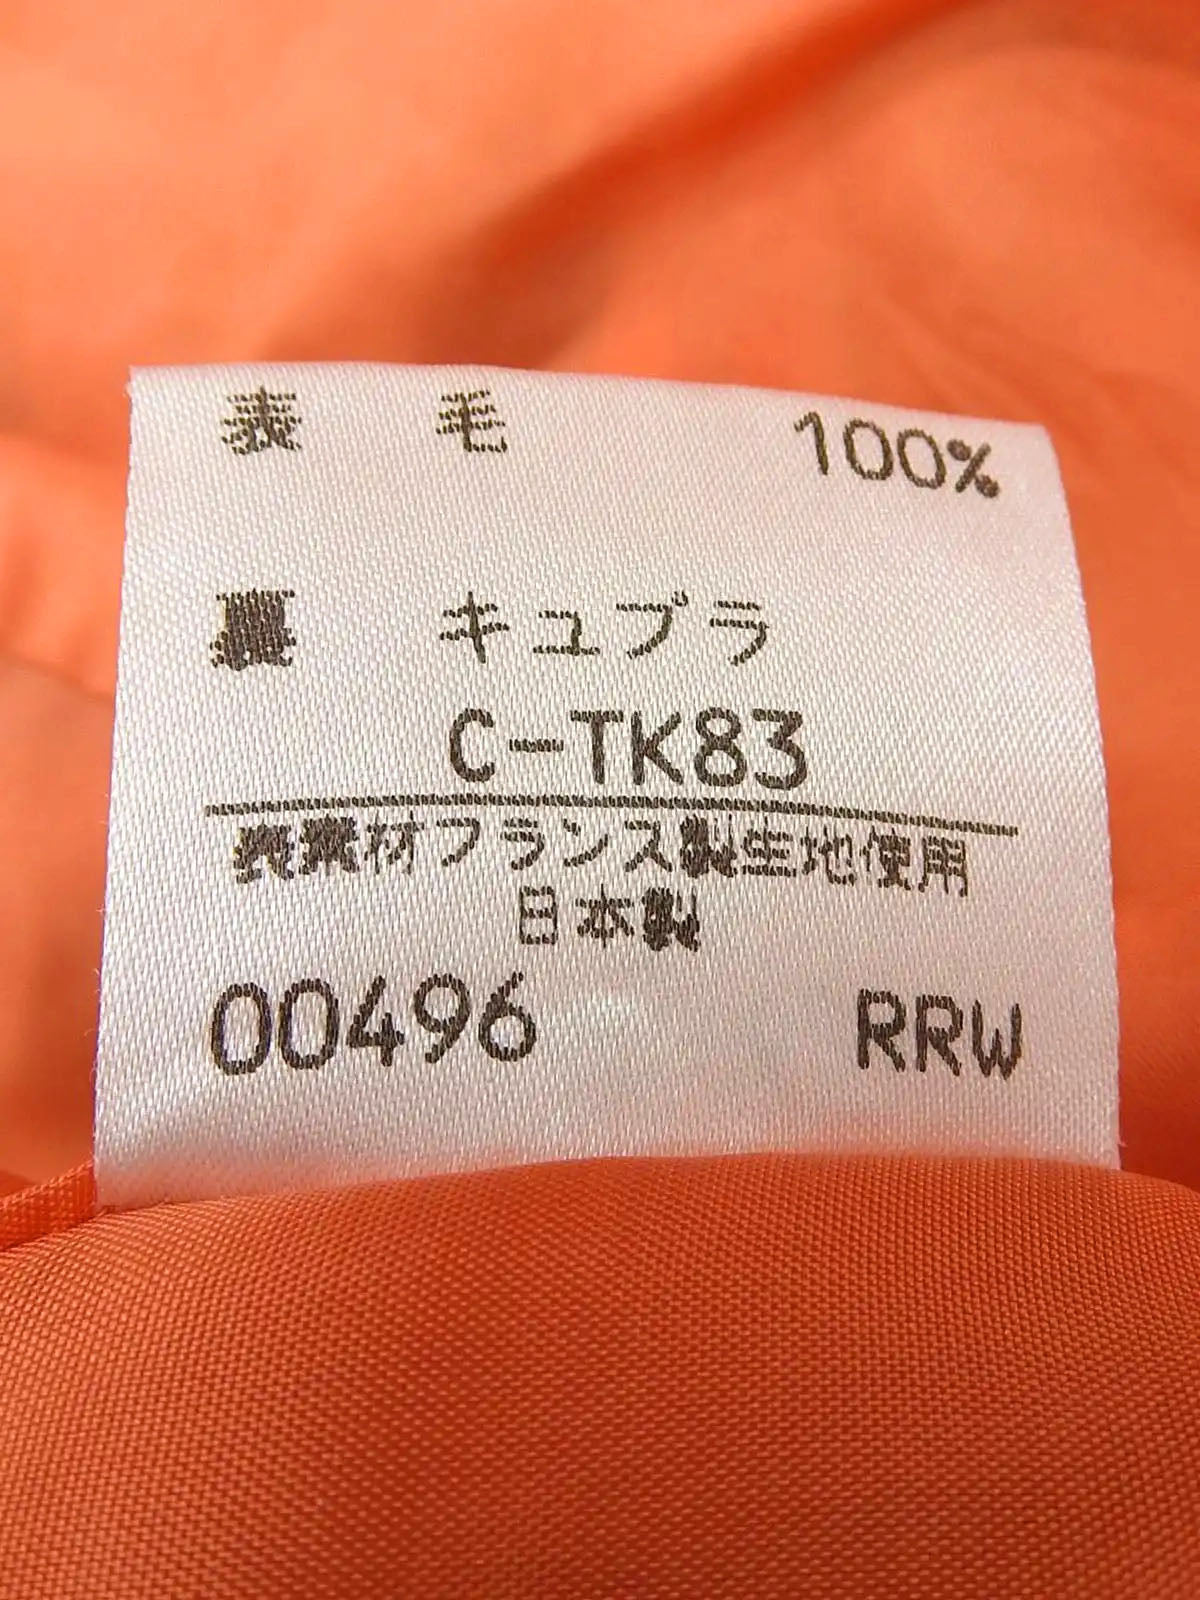 表 毛 100%
裏 キュプラ
C-TK83
表素材フランス製生地使用
日本製
00496 RRW